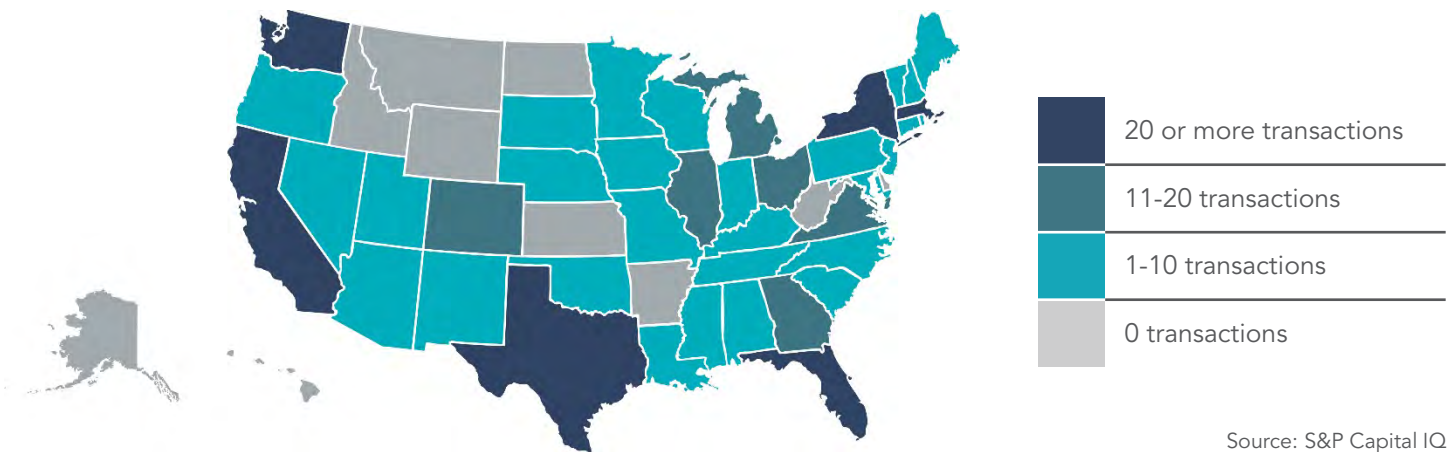 20 or more transactions
11-20 transactions
1-10 transactions
0 transactions
Source: S&P Capital IQ